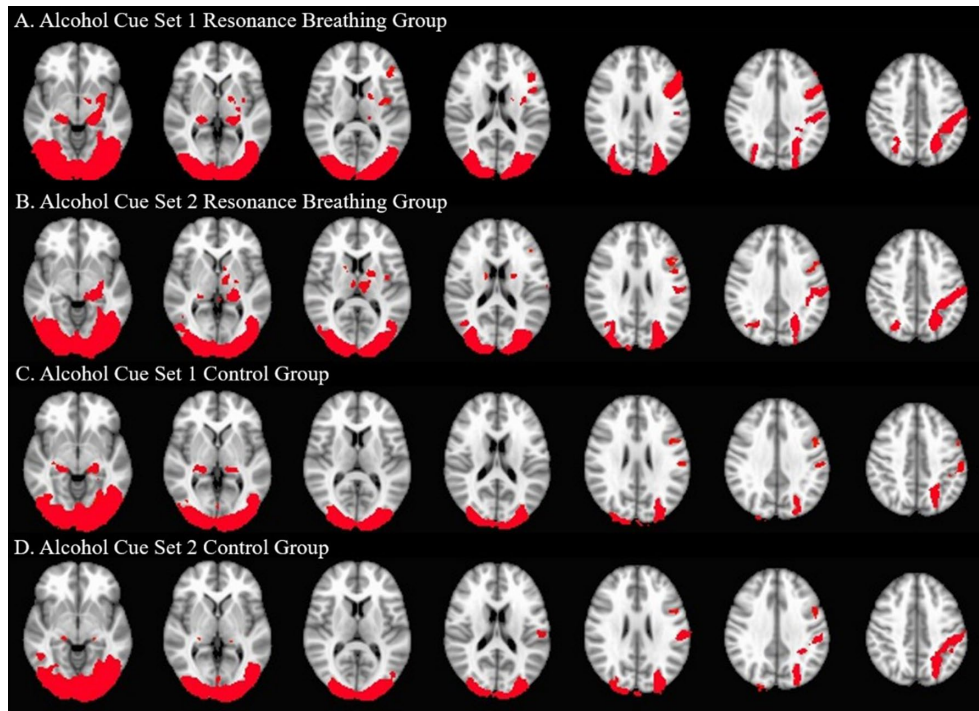 A. Alcohol Cue Set 1 Resonance Breathing Group
B. Alcohol Cue Set 2 Resonance Breathing Group
C. Alcohol Cue Set 1 Control Group
D. Alcohol Cue Set 2 Control Group